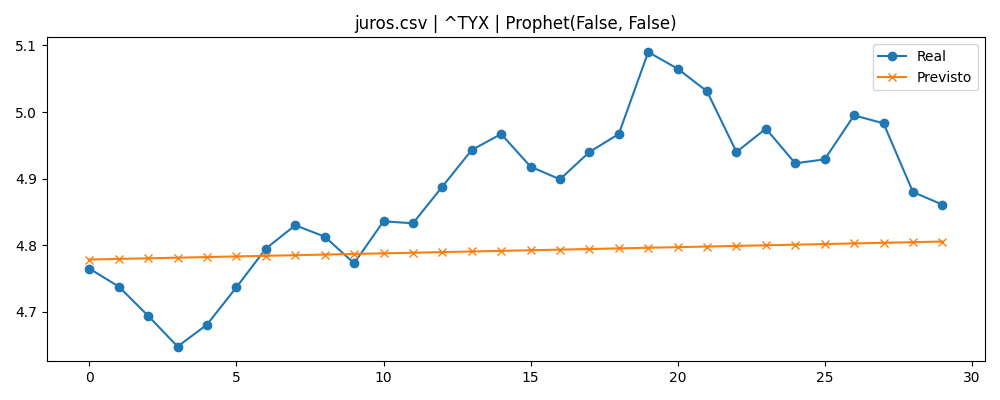 juros.csv | ^TYX | Prophet(False, False)
Real
Previsto
5.1
5.0
4.9
4.8
4.7
0 5 10 15 20 25 30